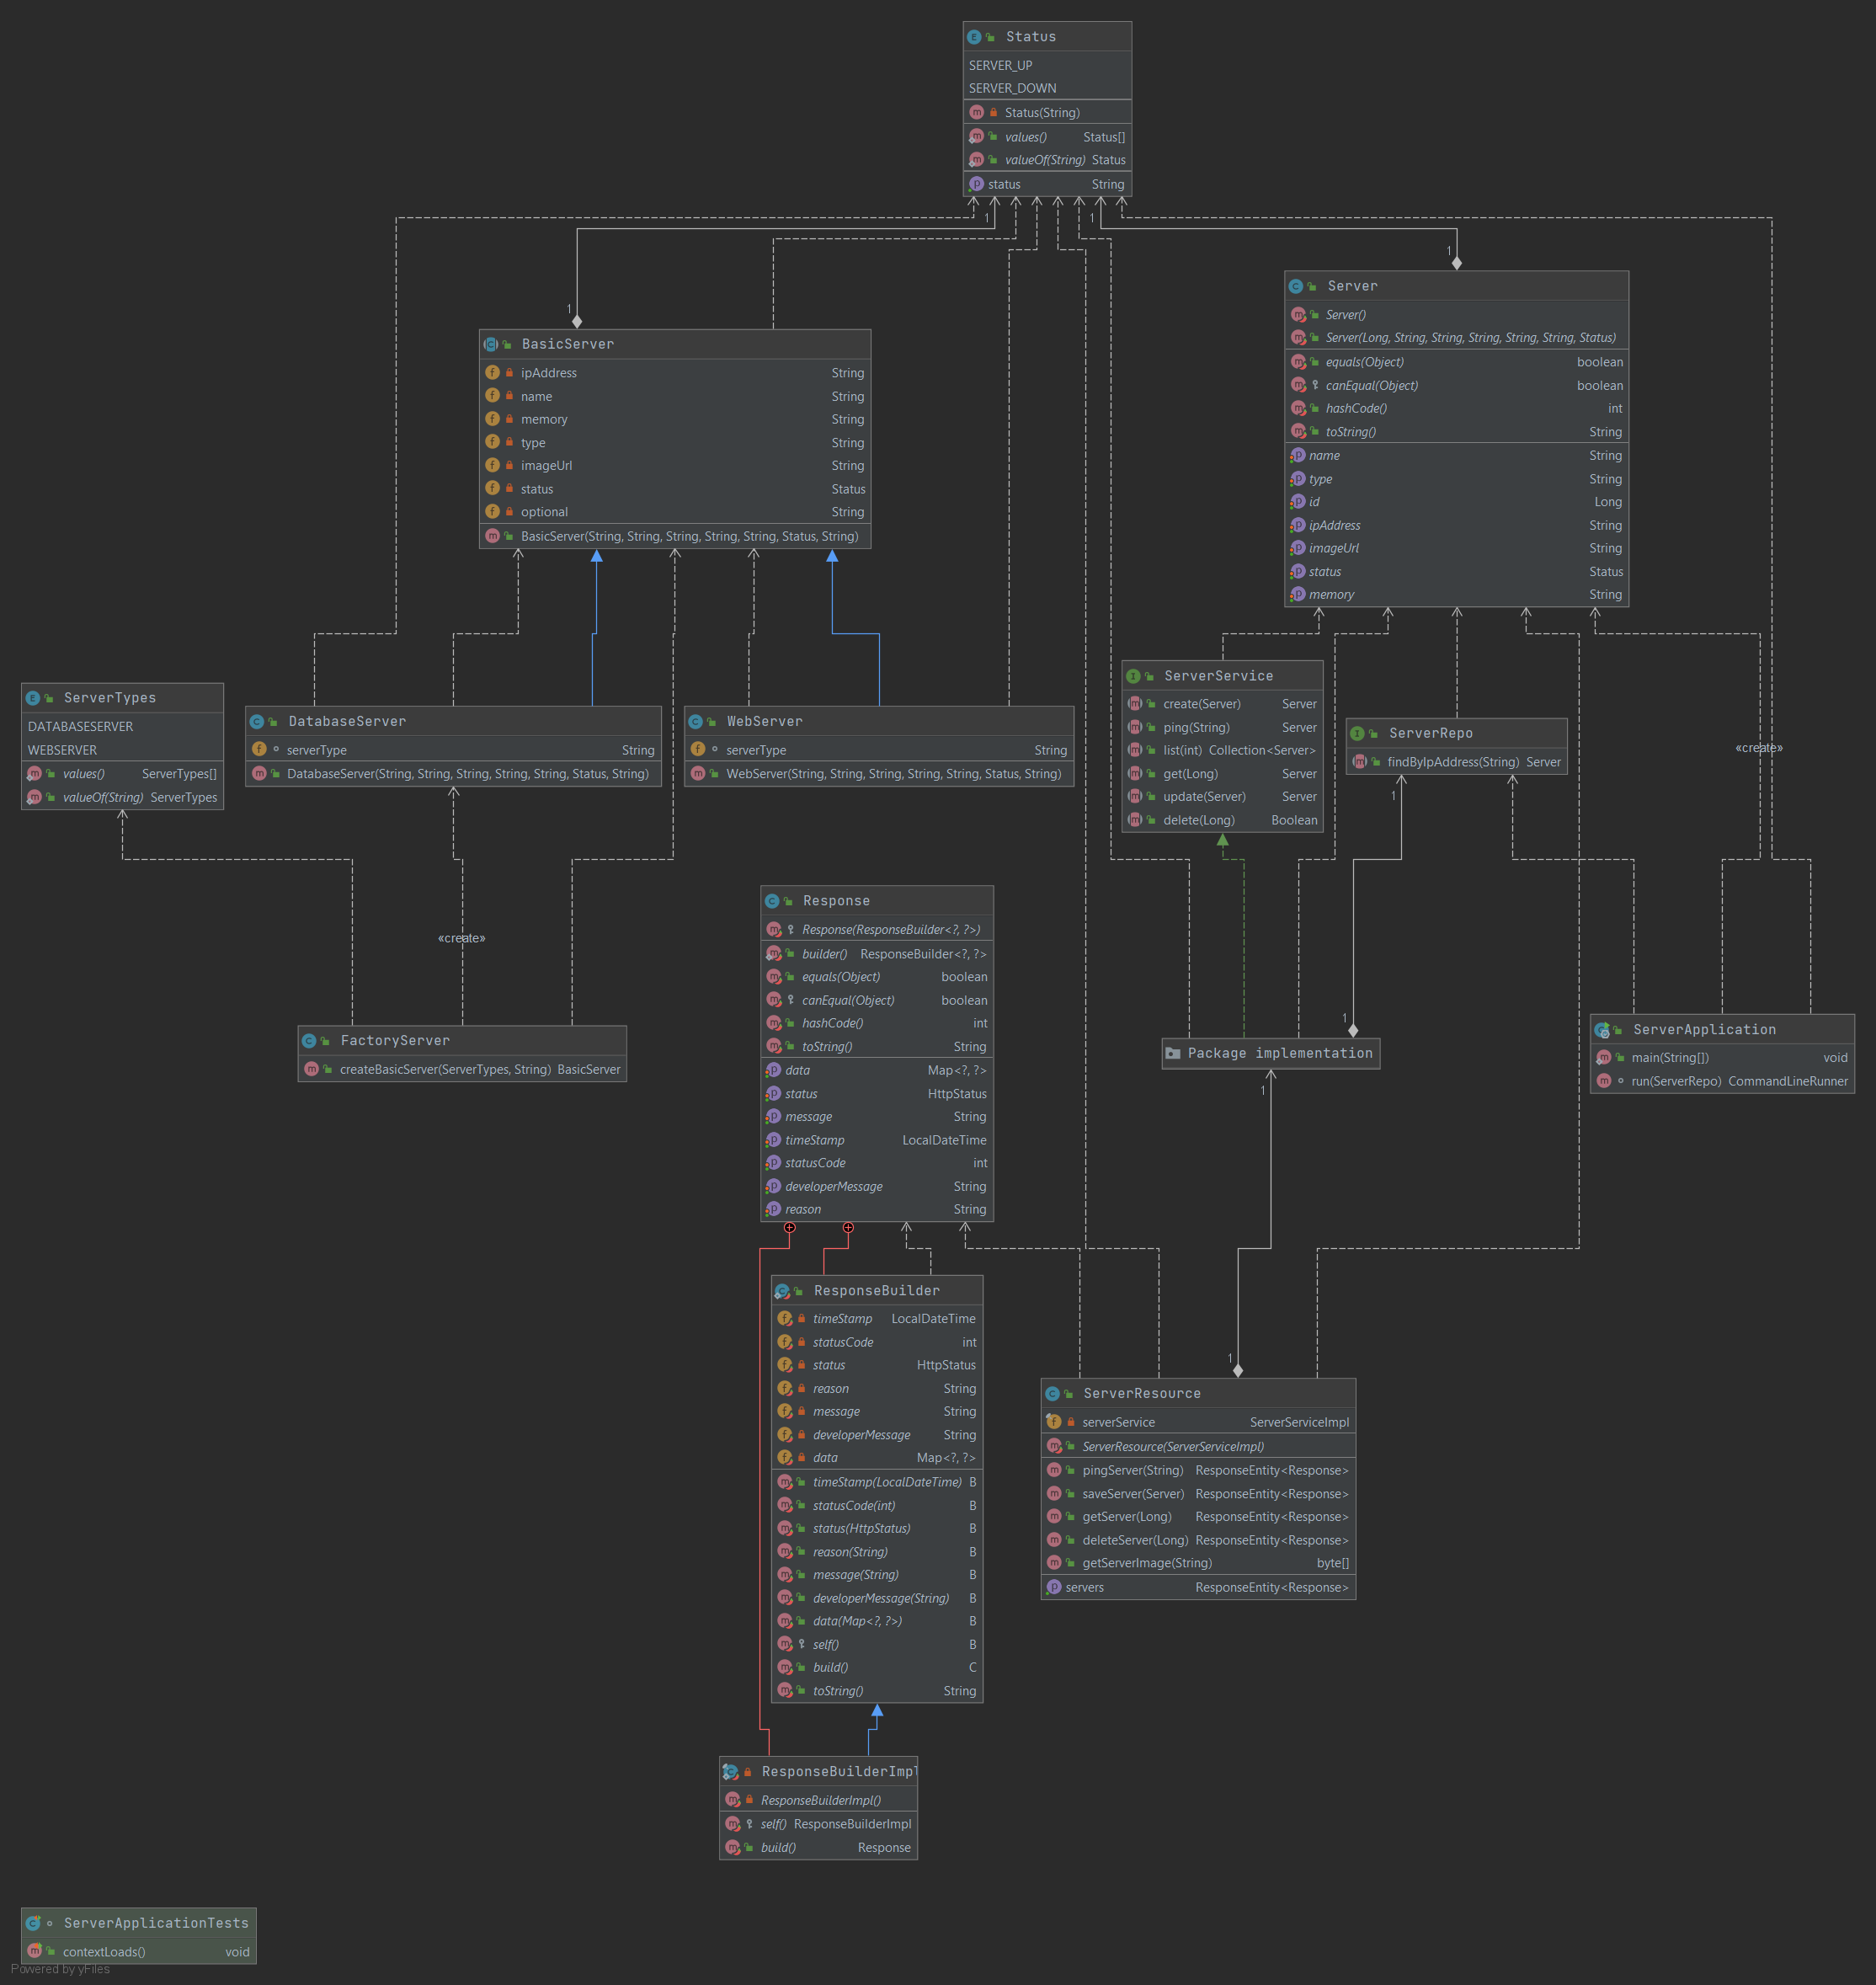 Status
SERVER_UP
SERVER_DOWN
Status(String)
values() Status[]
valueOf(String) Status
status String
1
1
1
1
BasicServer
ipAddress String
name String
memory String
type String
imageUrl String
status Status
optional String
BasicServer(String, String, String, String, String, Status, String)
Server
Server()
Server(Long, String, String, String, String, String, Status)
equals(Object) boolean
canEqual(Object) boolean
hashCode() int
toString() String
name String
type String
id Long
ipAddress String
imageUrl String
status Status
memory String
ServerTypes
DATABASESERVER
WEBSERVER
values() ServerTypes[]
valueOf(String) ServerTypes
DatabaseServer
serverType String
DatabaseServer(String, String, String, String, String, Status, String)
WebServer
serverType String
WebServer(String, String, String, String, String, Status, String)
ServerService
create(Server) Server
ping(String) Server
list(int) Collection<Server>
get(Long) Server
update(Server) Server
delete(Long) Boolean
ServerRepo
findByIpAddress(String) Server
«create»
1
«create»
FactoryServer
createBasicServer(ServerTypes, String) BasicServer
Response
Response(ResponseBuilder<?, ?>)
builder() ResponseBuilder<?, ?>
equals(Object) boolean
canEqual(Object) boolean
hashCode() int
toString() String
data Map<?, ?>
status HttpStatus
message String
timeStamp LocalDateTime
statusCode int
developerMessage String
reason String
1
Package implementation
1
ServerApplication
main(String[]) void
run(ServerRepo) CommandLineRunner
ResponseBuilder
timeStamp LocalDateTime
statusCode int
status HttpStatus
reason String
message String
developerMessage String
data Map<?, ?>
timeStamp(LocalDateTime) B
statusCode(int) B
status(HttpStatus) B
reason(String) B
message(String) B
developerMessage(String) B
data(Map<?, ?>) B
self() B
build() C
toString() String
1
ServerResource
serverService ServerServiceImpl
ServerResource(ServerServiceImpl)
pingServer(String) ResponseEntity<Response>
saveServer(Server) ResponseEntity<Response>
getServer(Long) ResponseEntity<Response>
deleteServer(Long) ResponseEntity<Response>
getServerImage(String) byte[]
servers ResponseEntity<Response>
ResponseBuilderImpl
ResponseBuilderImpl()
self() ResponseBuilderImpl
build() Response
ServerApplicationTests
contextLoads() void
Powered by yFiles